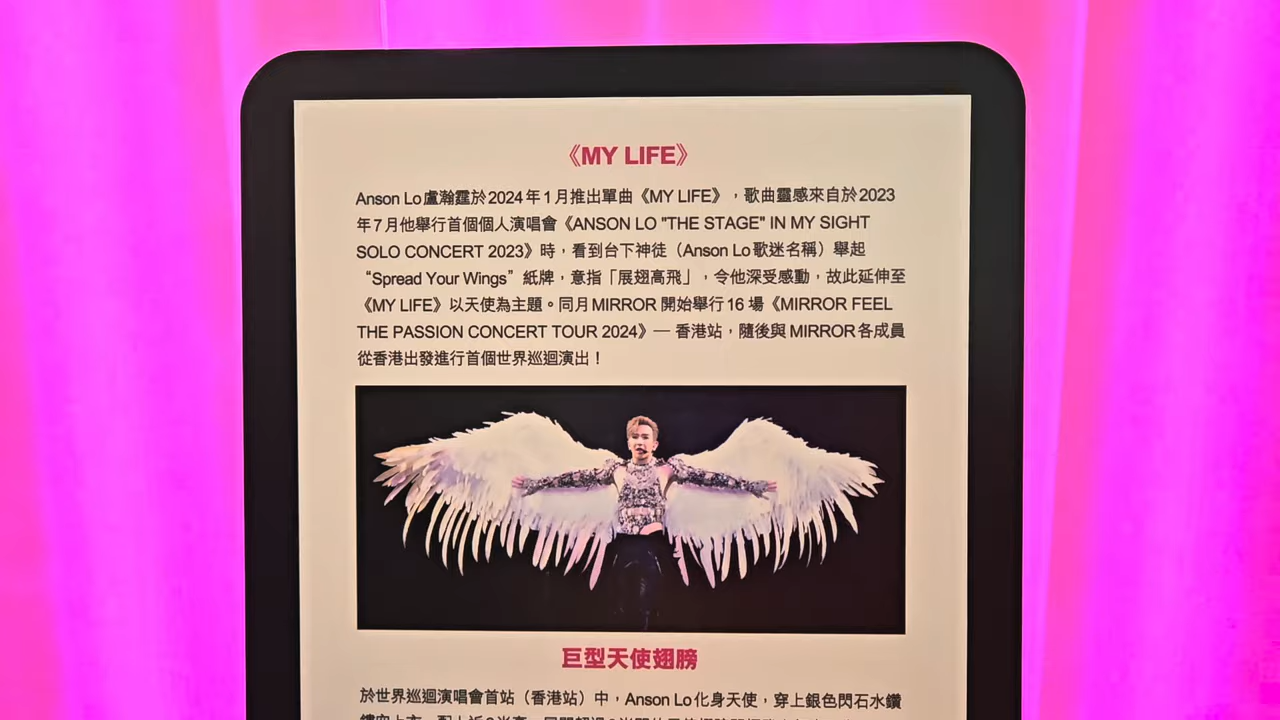 《MY LIFE》
Anson Lo盧瀚霆於2024年1月推出單曲《MY LIFE》，歌曲靈感來自於2023
年7月他舉行首個個人演唱會《ANSON LO "THE STAGE" IN MY SIGHT
SOLO CONCERT 2023》時，看到台下神徒（Anson Lo歌迷名稱）舉起
“Spread Your Wings”紙牌，意指「展翅高飛」，令他深受感動，故此延伸至
《MY LIFE》以天使為主題。同月MIRROR開始舉行16場《MIRROR FEEL
THE PASSION CONCERT TOUR 2024》— 香港站，隨後與MIRROR各成員
從香港出發進行首個世界巡迴演出！
巨型天使翅膀
於世界巡迴演唱會首站（香港站）中，Anson Lo化身天使，穿上銀色閃石水鑽